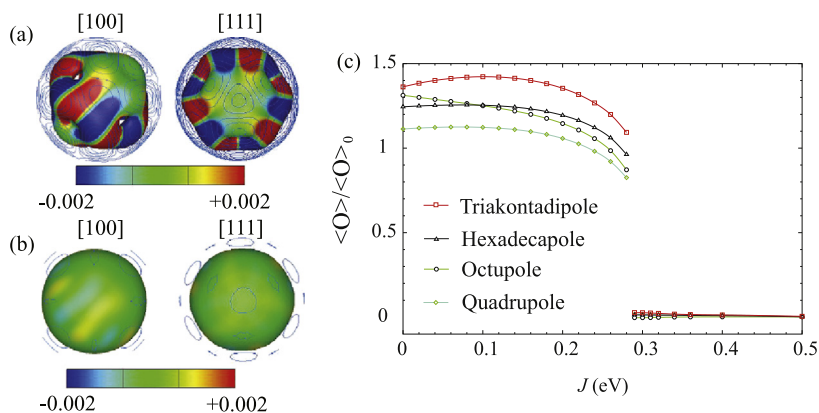 (a)
[100]
[111]
-0.002
+0.002
(b)
[100]
[111]
-0.002
+0.002
(c)
<O>/<O>0
1.5
1
0.5
0
Triakontadipole
Hexadecapole
Octupole
Quadrupole
0
0.1
0.2
0.3
0.4
0.5
J (eV)